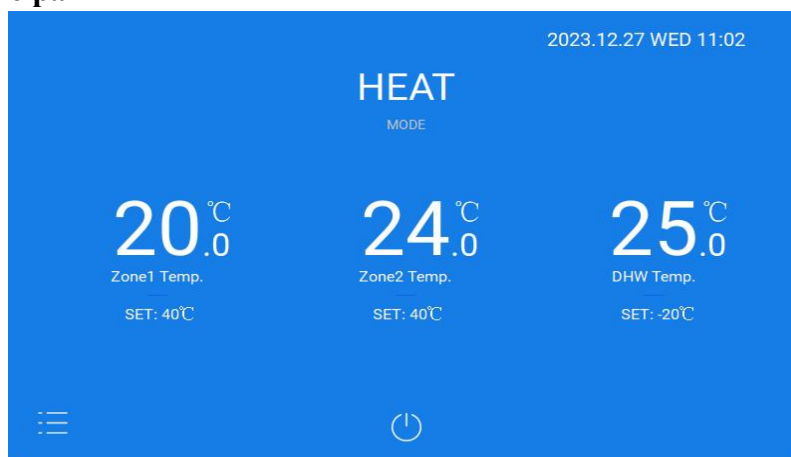 2023.12.27 WED 11:02
HEAT
MODE
20.0℃ 24.0℃ 25.0℃
Zone1 Temp. Zone2 Temp. DHW Temp.
SET: 40℃ SET: 40℃ SET: -20℃